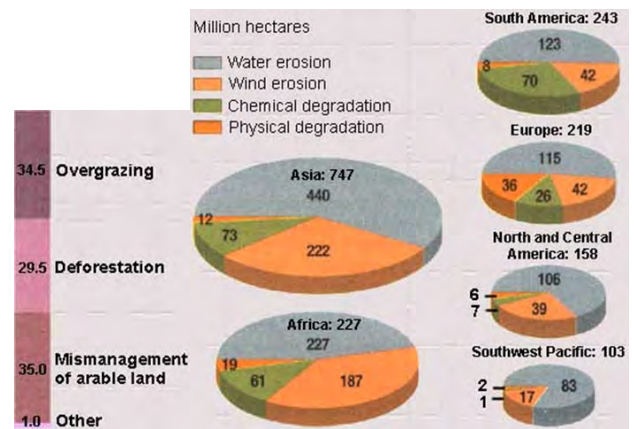 Million hectares
Water erosion
Wind erosion
Chemical degradation
Physical degradation
34.5 Overgrazing
29.5 Deforestation
35.0 Mismanagement
of arable land
1.0 Other
Asia: 747
440
12
73
222
Africa: 227
227
19
61
187
South America: 243
123
8
70
42
Europe: 219
115
36
26
42
North and Central
America: 158
106
6
7
39
Southwest Pacific: 103
83
2
1
17